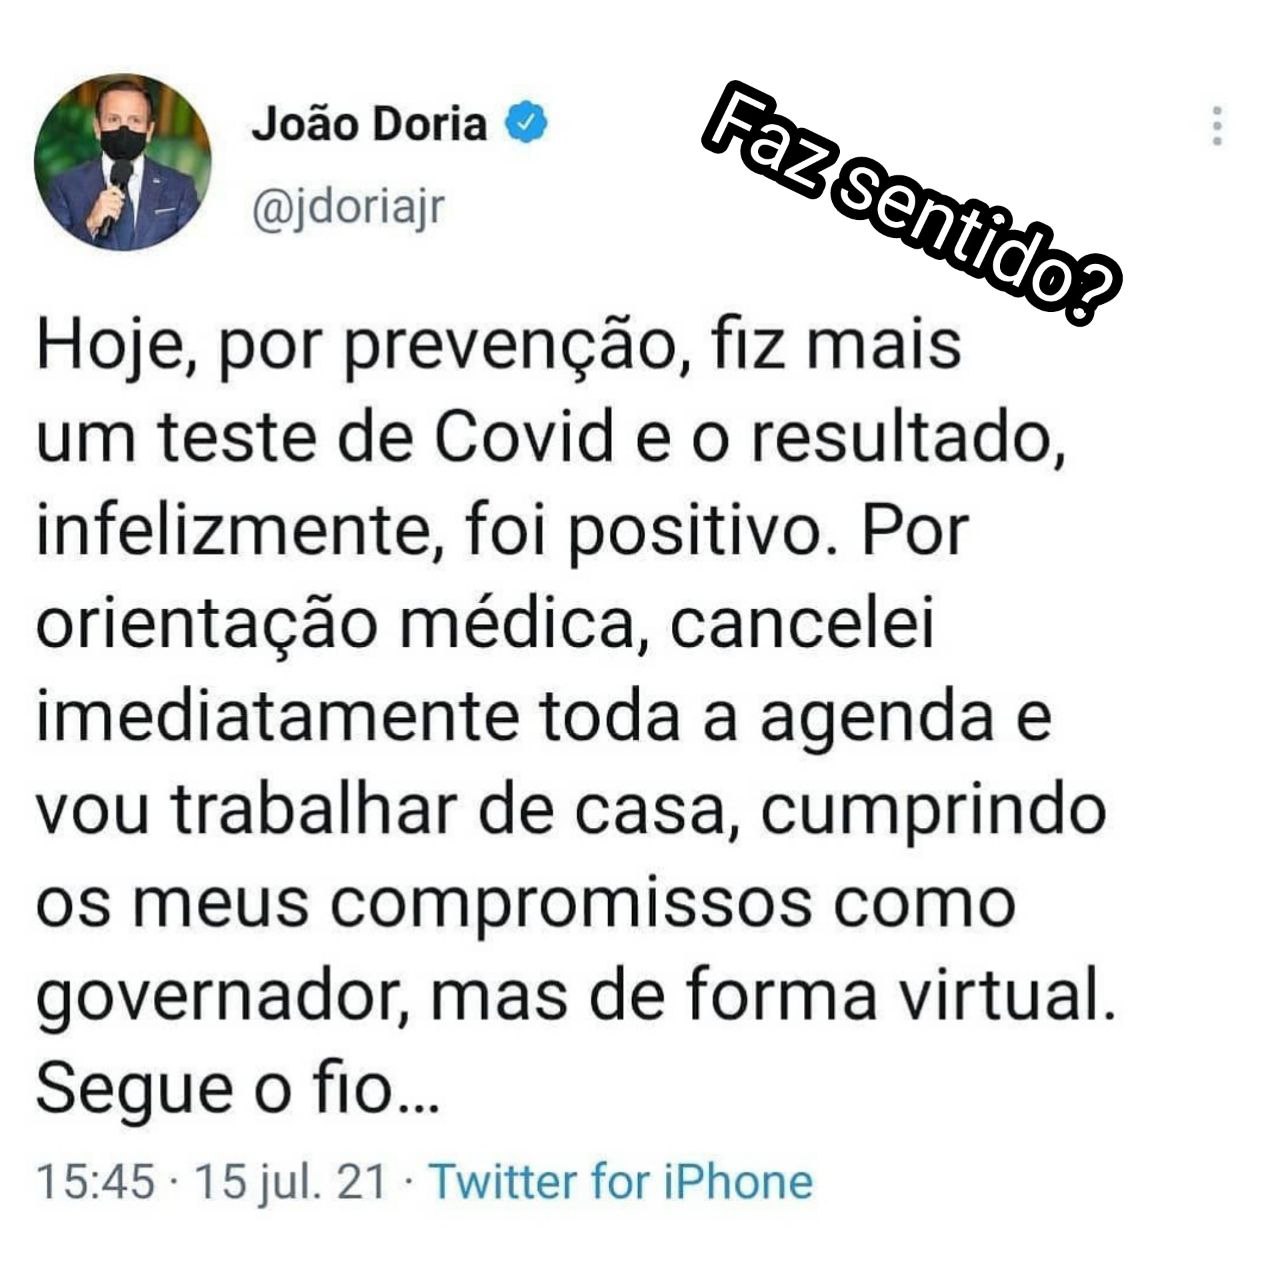 João Doria
@jdoriajr
Faz sentido?
Hoje, por prevenção, fiz mais
um teste de Covid e o resultado,
infelizmente, foi positivo. Por
orientação médica, cancelei
imediatamente toda a agenda e
vou trabalhar de casa, cumprindo
os meus compromissos como
governador, mas de forma virtual.
Segue o fio...
15:45 · 15 jul. 21 · Twitter for iPhone